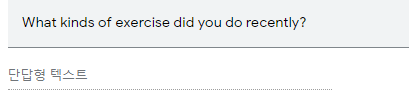 What kinds of exercise did you do recently?
단답형 텍스트